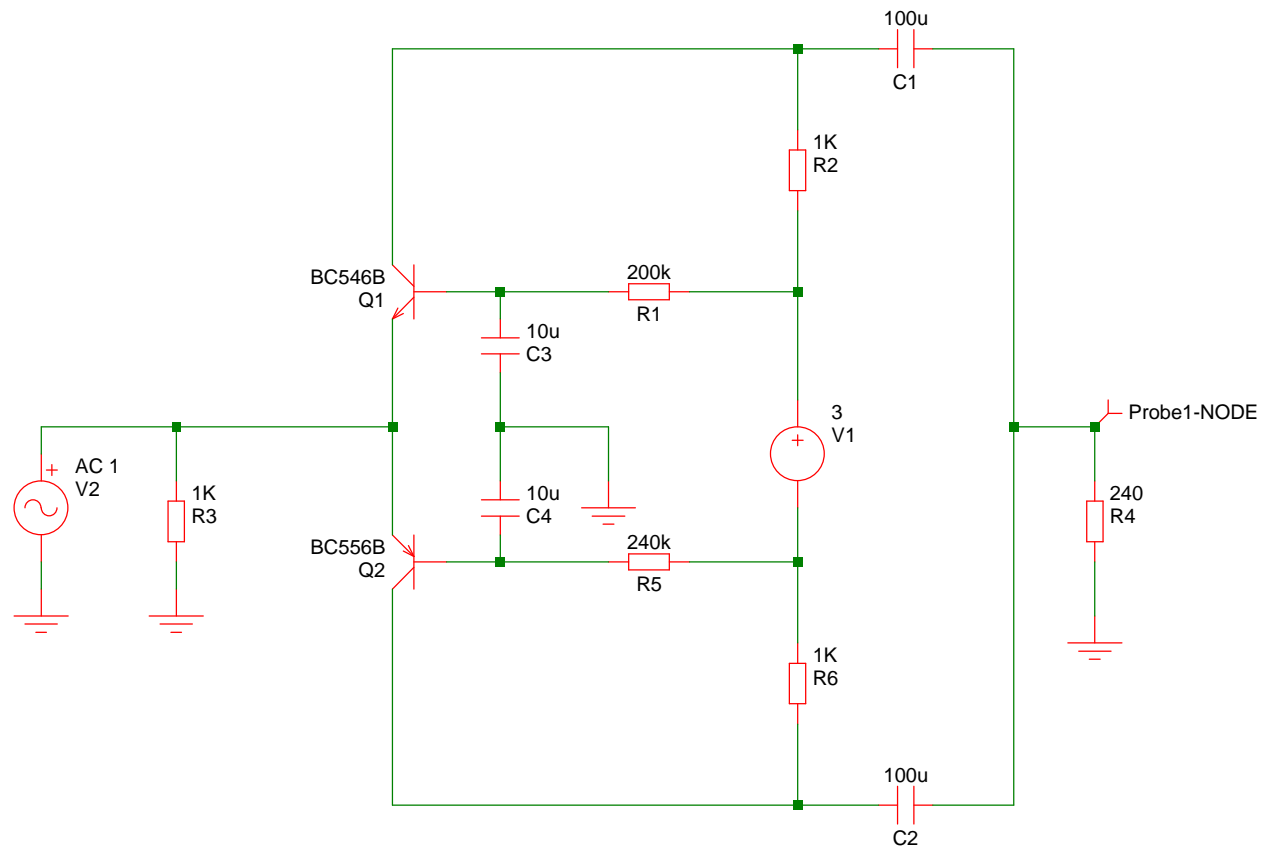 100u
C1
1K
R2
BC546B
Q1
200k
R1
10u
C3
3
V1
Probe1-NODE
AC 1
V2
1K
R3
10u
C4
240
R4
BC556B
Q2
240k
R5
1K
R6
100u
C2